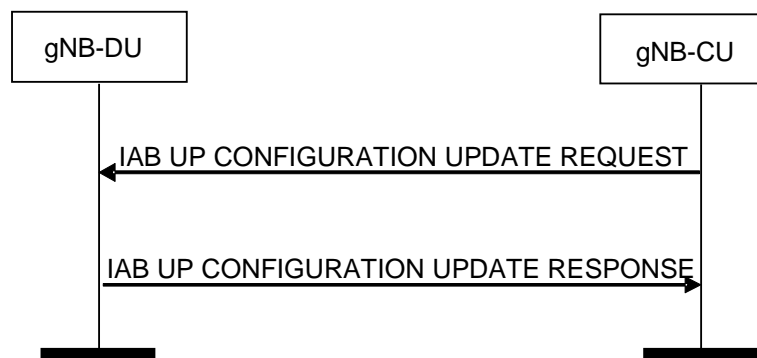 gNB-DU
gNB-CU
IAB UP CONFIGURATION UPDATE REQUEST
IAB UP CONFIGURATION UPDATE RESPONSE